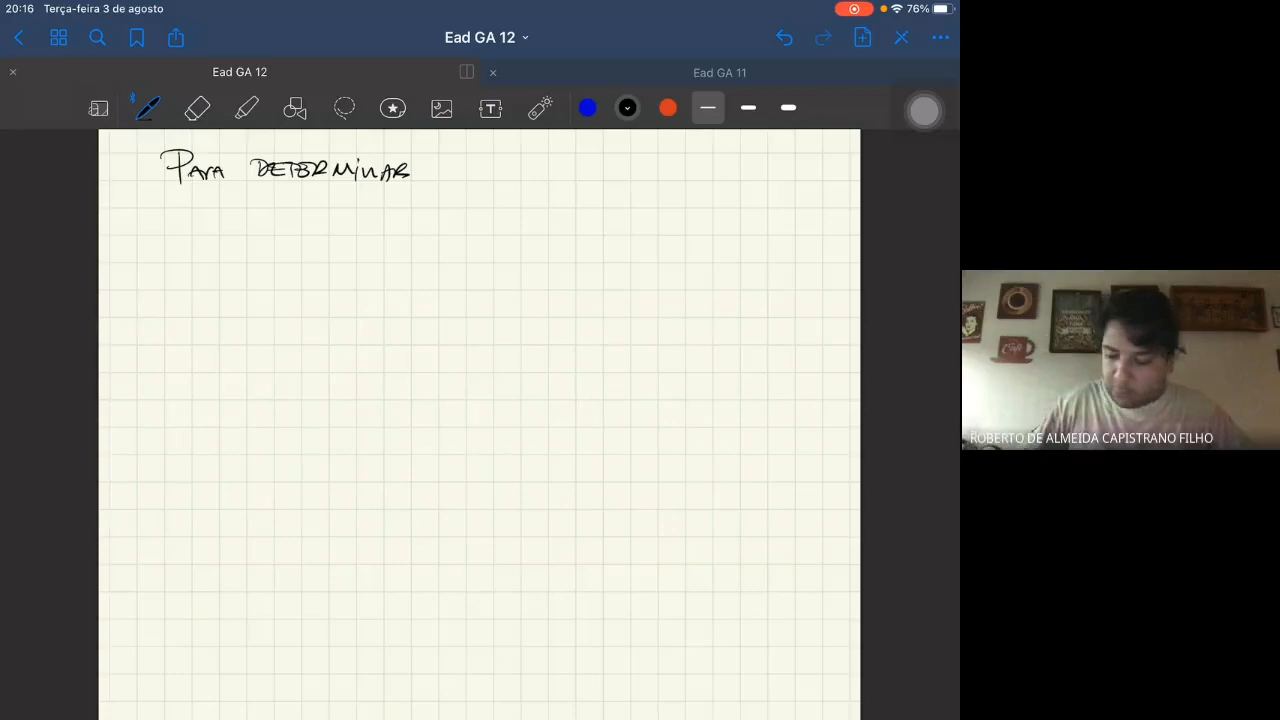 20:16 Terça-feira 3 de agosto 76%
Ead GA 12
Ead GA 12 Ead GA 11
T
PARA DETERMINAR
Café
ROBERTO DE ALMEIDA CAPISTRANO FILHO